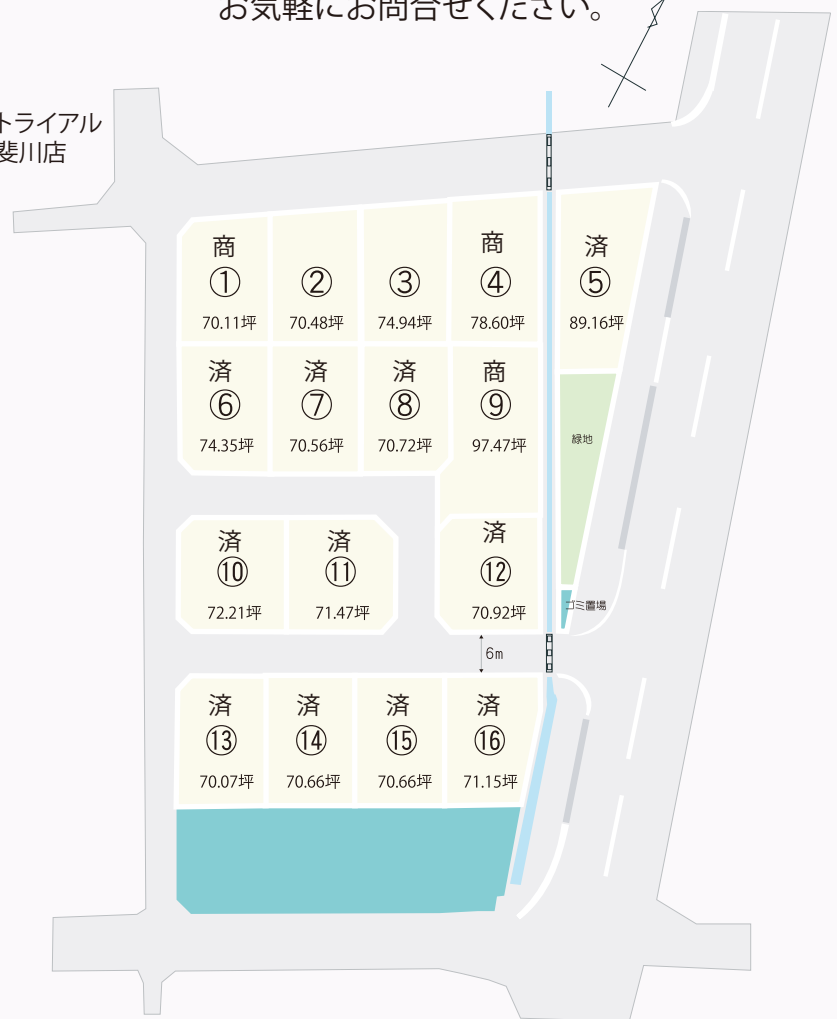 お気軽にお問合せください。
トライアル
斐川店
商
①
70.11坪
②
70.48坪
③
74.94坪
商
④
78.60坪
済
⑤
89.16坪
済
⑥
74.35坪
済
⑦
70.56坪
済
⑧
70.72坪
商
⑨
97.47坪
緑地
済
⑩
72.21坪
済
⑪
71.47坪
済
⑫
70.92坪
ゴミ置場
6m
済
⑬
70.07坪
済
⑭
70.66坪
済
⑮
70.66坪
済
⑯
71.15坪